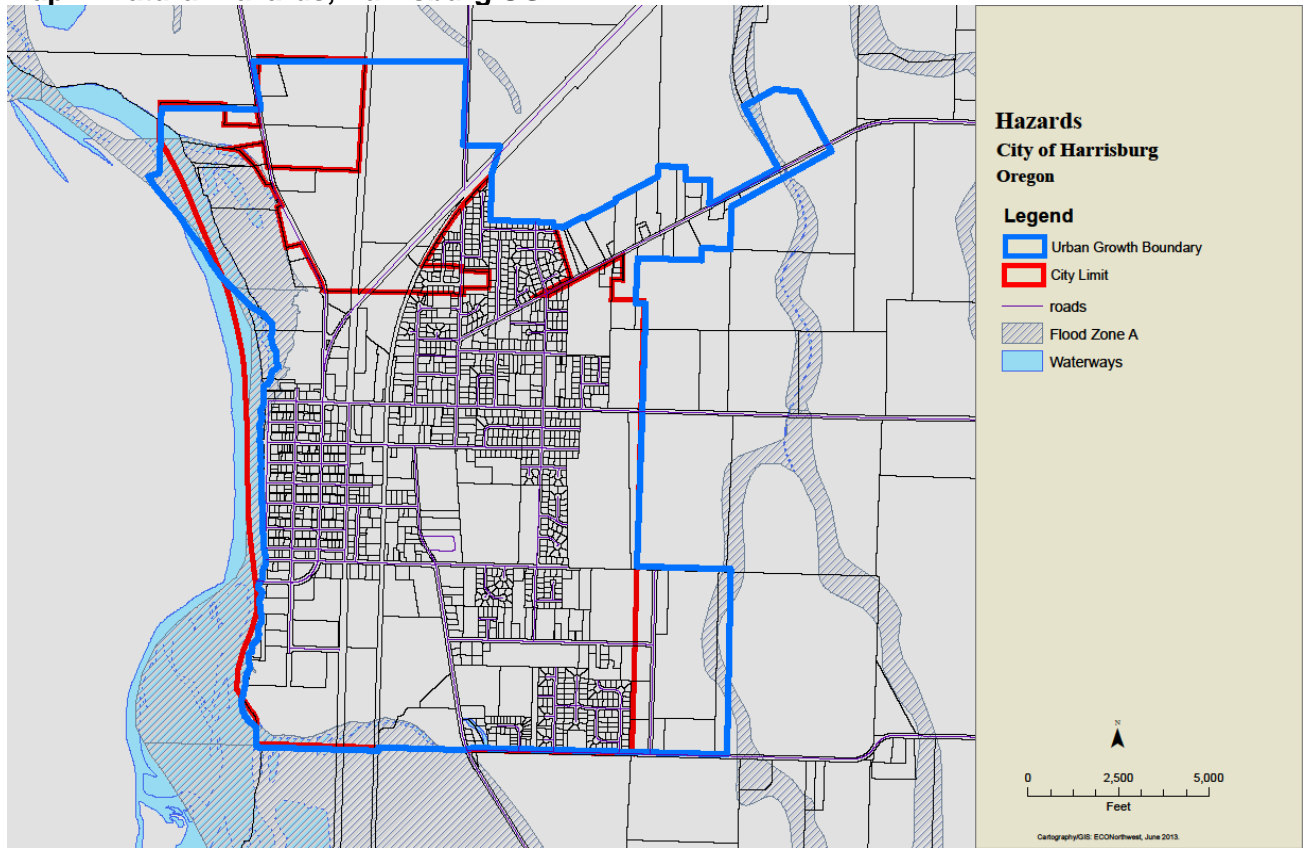 Hazards
City of Harrisburg
Oregon
Legend
Urban Growth Boundary
City Limit
roads
Flood Zone A
Waterways
N
0 2,500 5,000
Feet
Cartography/GIS: ECONorthwest, June 2013.